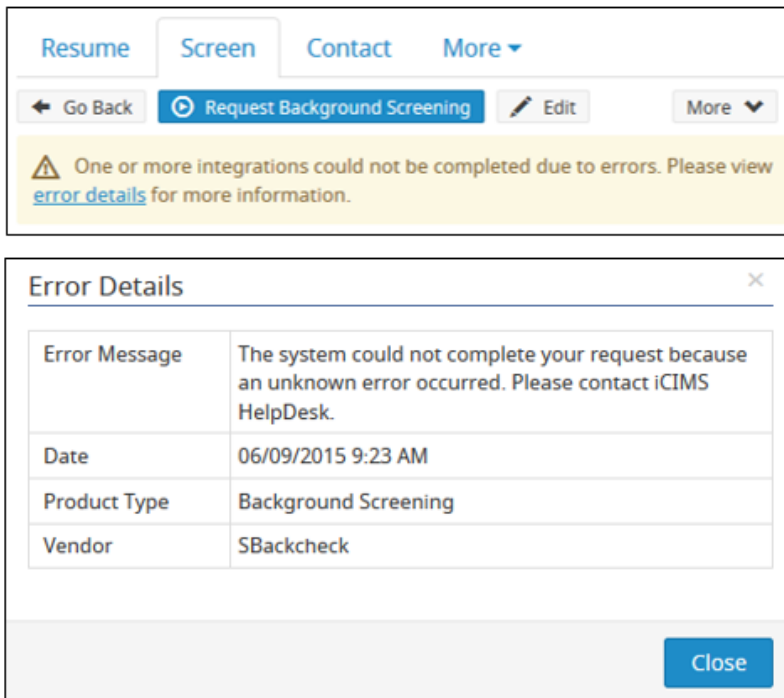 Resume Screen Contact More
Go Back Request Background Screening Edit More
One or more integrations could not be completed due to errors. Please view
error details for more information.
Error Details
Error Message The system could not complete your request because
an unknown error occurred. Please contact iCIMS
HelpDesk.
Date 06/09/2015 9:23 AM
Product Type Background Screening
Vendor SBackcheck
Close